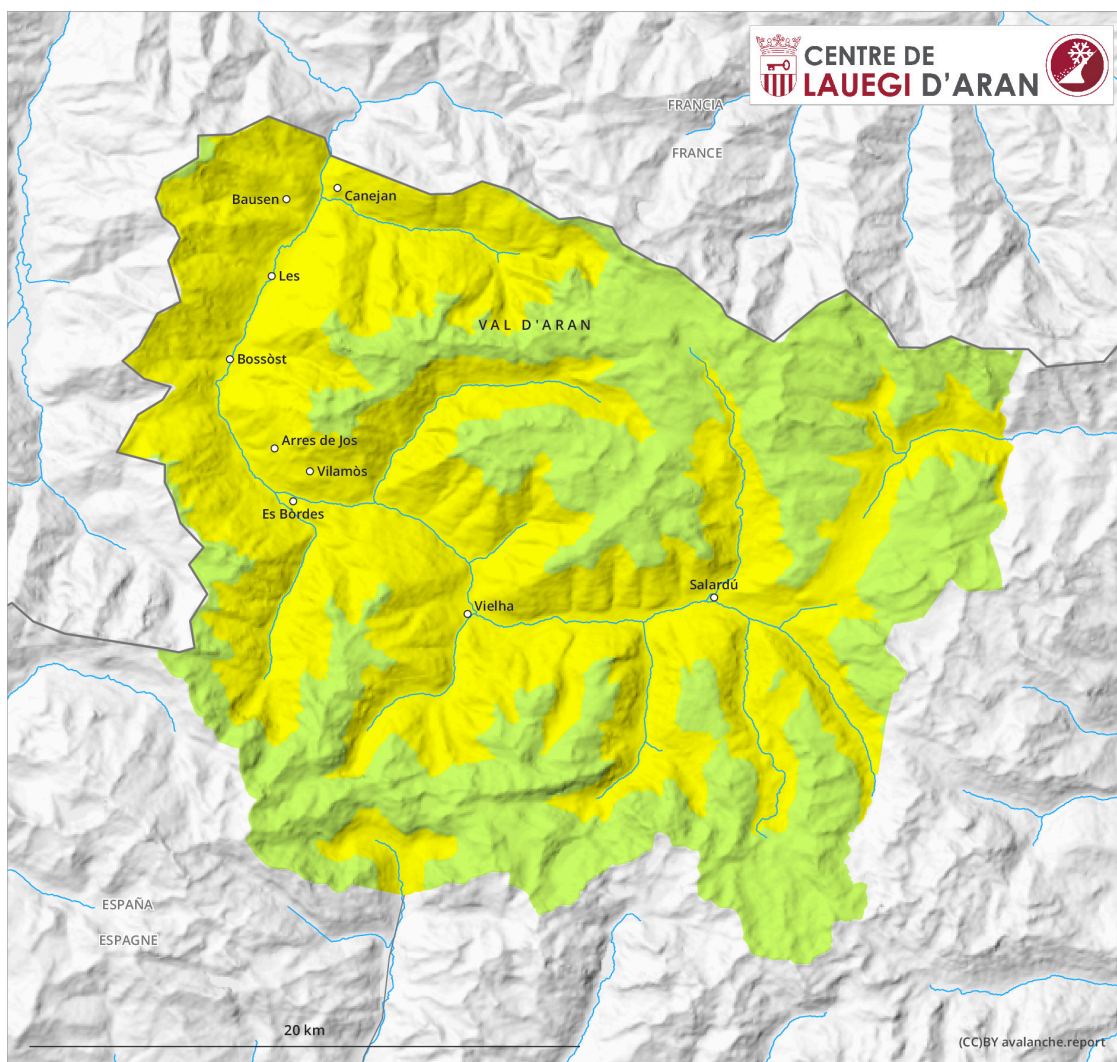 CENTRE DE
LAUEGI D'ARAN
FRANCIA
FRANCE
Bausen
Canejan
Les
VAL D'ARAN
Bossòst
Arres de Jos
Vilamòs
Es Bòrdes
Salardú
Vielha
ESPAÑA
ESPAGNE
20 km
(CC)BY avalanche.report